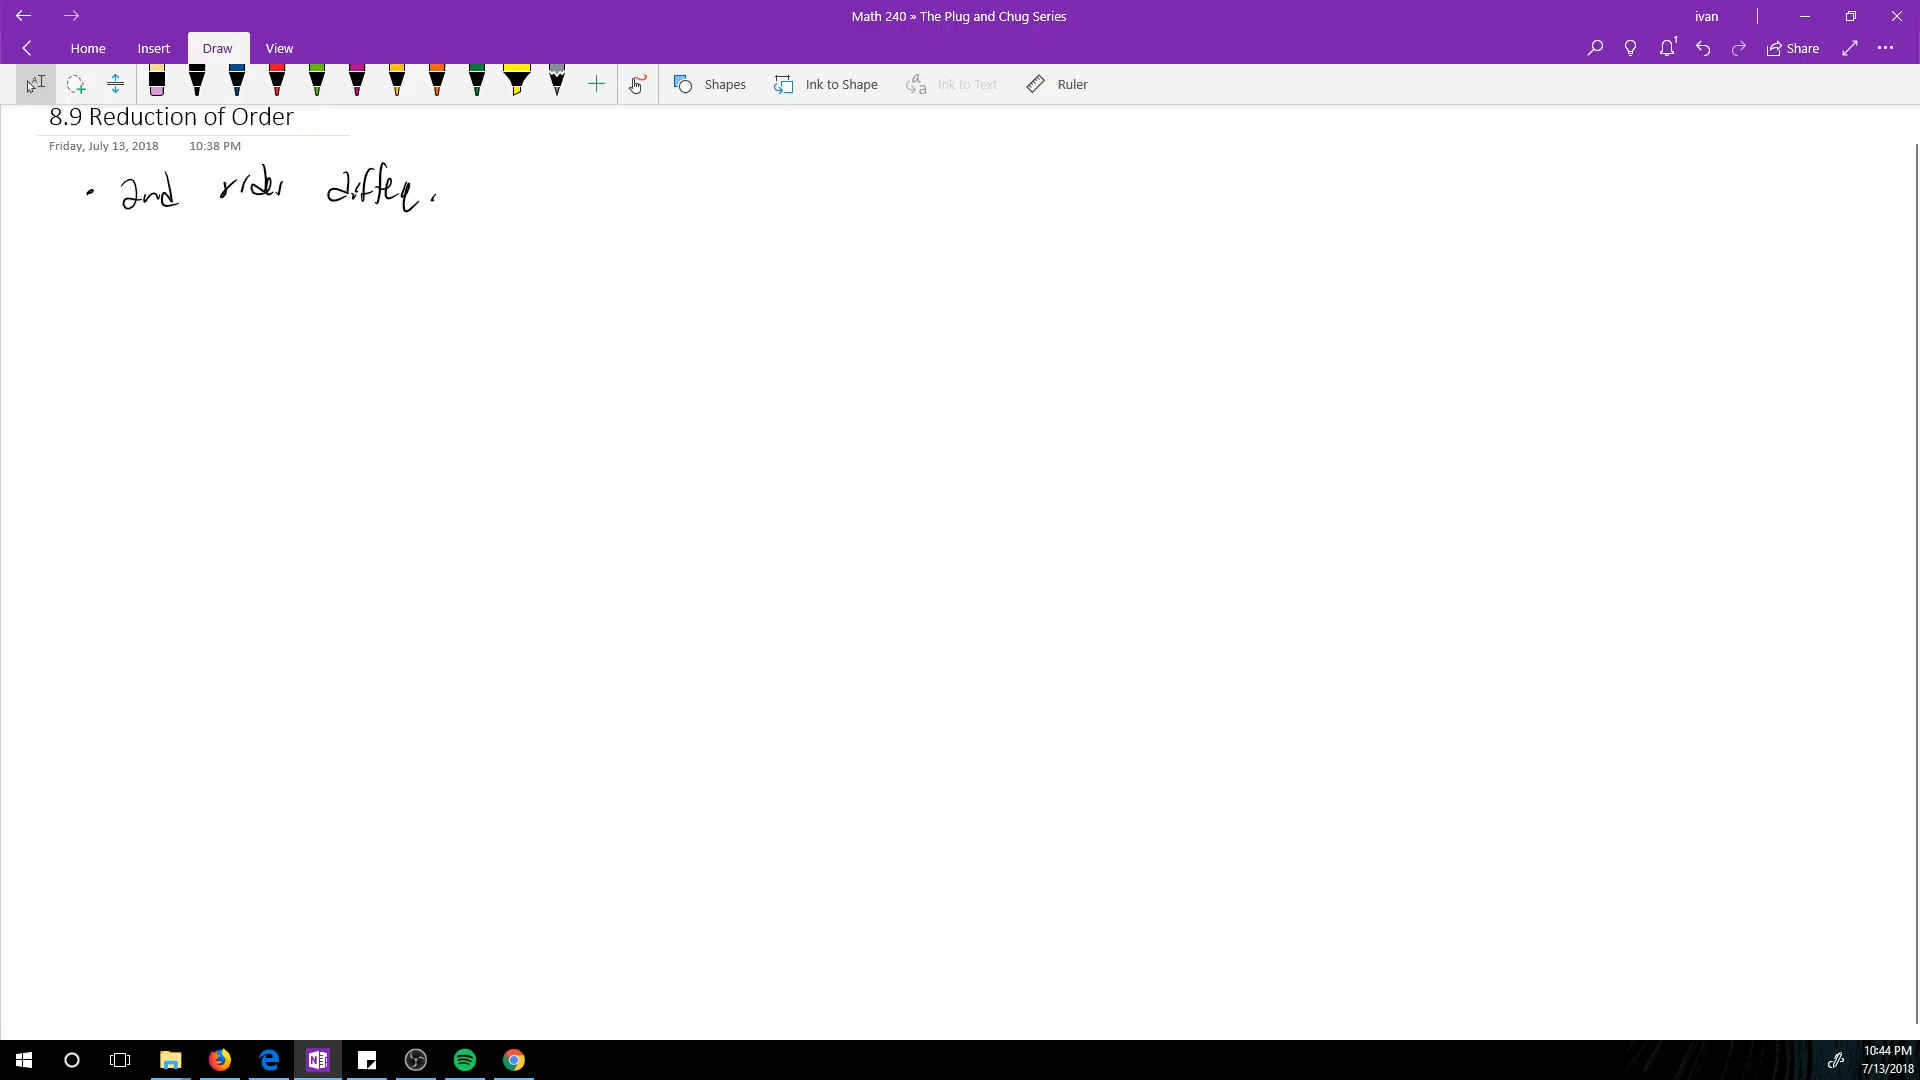 Math 240 » The Plug and Chug Series
ivan
Home Insert Draw View
1
Share
Shapes
Ink to Shape
Ink to Text
Ruler
8.9 Reduction of Order
Friday, July 13, 2018 10:38 PM
• 2nd order diffeq.
10:44 PM
7/13/2018